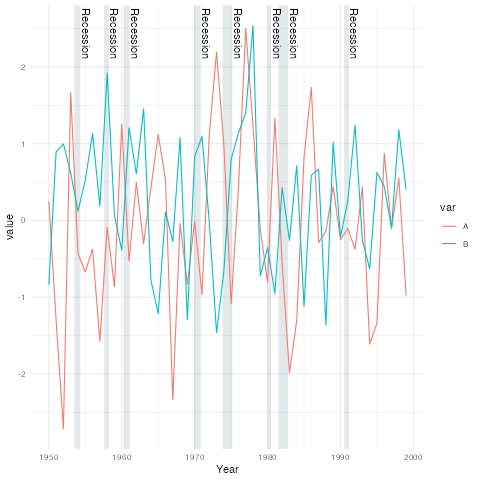 Recession
Recession
Recession
Recession
Recession
Recession
Recession
Recession
2
1
0
-1
-2
value
1950
1960
1970
1980
1990
2000
Year
var
A
B